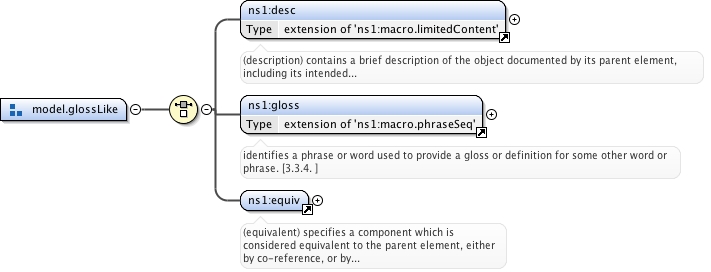 ns1:desc
Type extension of 'ns1:macro.limitedContent'
(description) contains a brief description of the object documented by its parent element,
including its intended...
model.glossLike
ns1:gloss
Type extension of 'ns1:macro.phraseSeq'
identifies a phrase or word used to provide a gloss or definition for some other word or
phrase. [3.3.4. ]
ns1:equiv
(equivalent) specifies a component which is
considered equivalent to the parent element, either
by co-reference, or by...